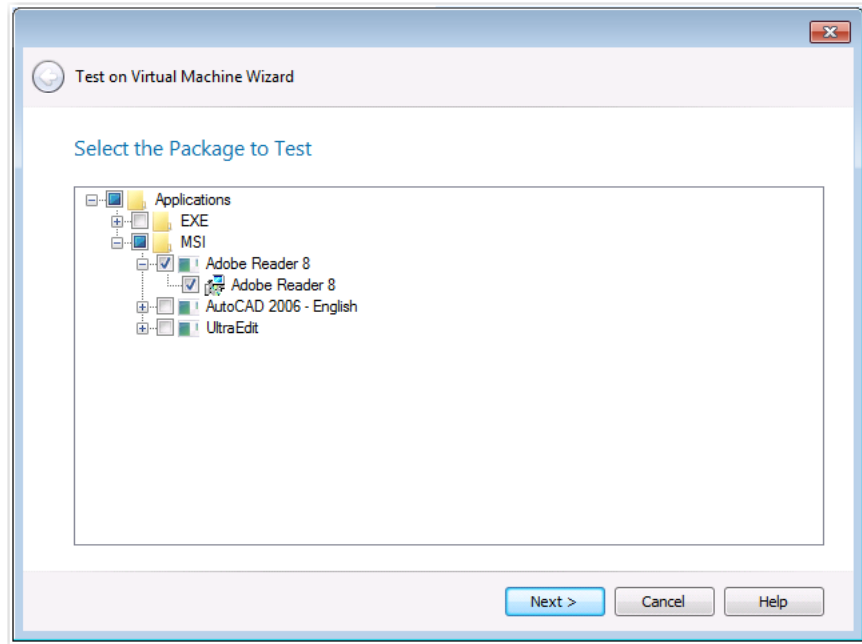 Test on Virtual Machine Wizard
Select the Package to Test
Applications
EXE
MSI
Adobe Reader 8
Adobe Reader 8
AutoCAD 2006 - English
UltraEdit
Next > Cancel Help